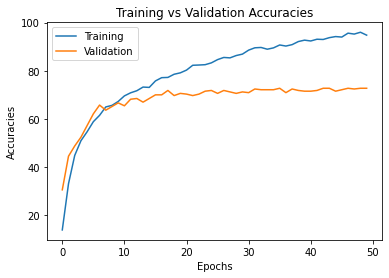 Training vs Validation Accuracies
Training
Validation
Accuracies
100
80
60
40
20
0
10
20
30
40
50
Epochs